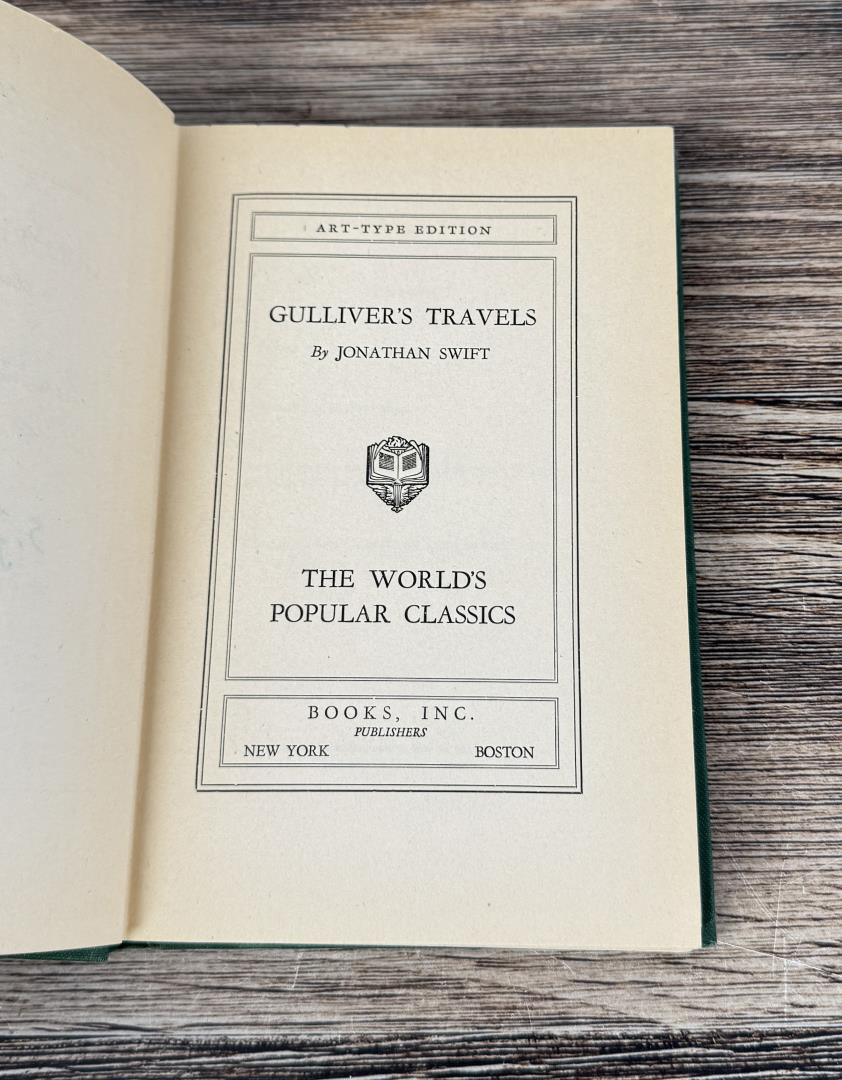 ART-TYPE EDITION
GULLIVER'S TRAVELS
By JONATHAN SWIFT
THE WORLD'S
POPULAR CLASSICS
BOOKS, INC.
PUBLISHERS
NEW YORK BOSTON